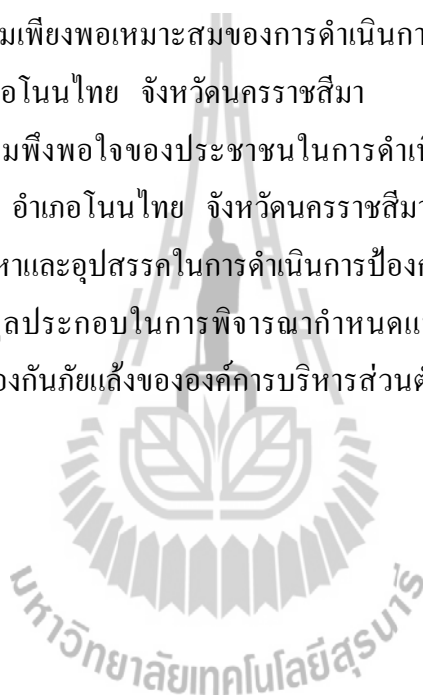 มเพียงพอเหมาะสมของการดำเนินกา
อโนนไทย จังหวัดนครราชสีมา
มพึงพอใจของประชาชนในการดำเนิ
อำเภอโนนไทย จังหวัดนครราชสีมา
หาและอุปสรรคในการดำเนินการป้องก
ูลประกอบในการพิจารณากำหนดแ
องกันภัยแล้งขององค์การบริหารส่วนต
มหาวิทยาลัยเทคโนโลยีสุรนารี